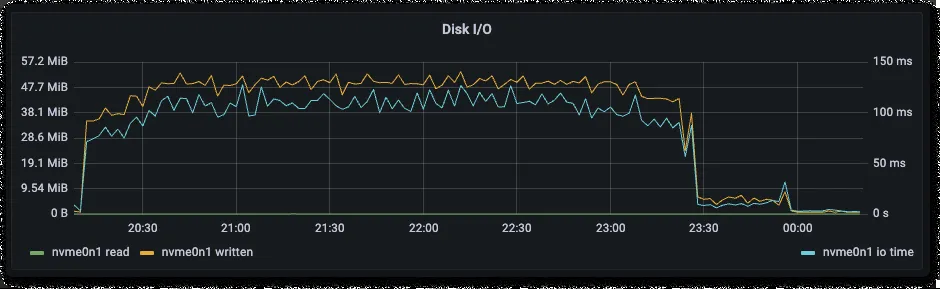 Disk I/O
57.2 MiB
150 ms
47.7 MiB
38.1 MiB
100 ms
28.6 MiB
19.1 MiB
50 ms
9.54 MiB
0 B
0 s
20:30 21:00 21:30 22:00 22:30 23:00 23:30 00:00
nvme0n1 read nvme0n1 written nvme0n1 io time